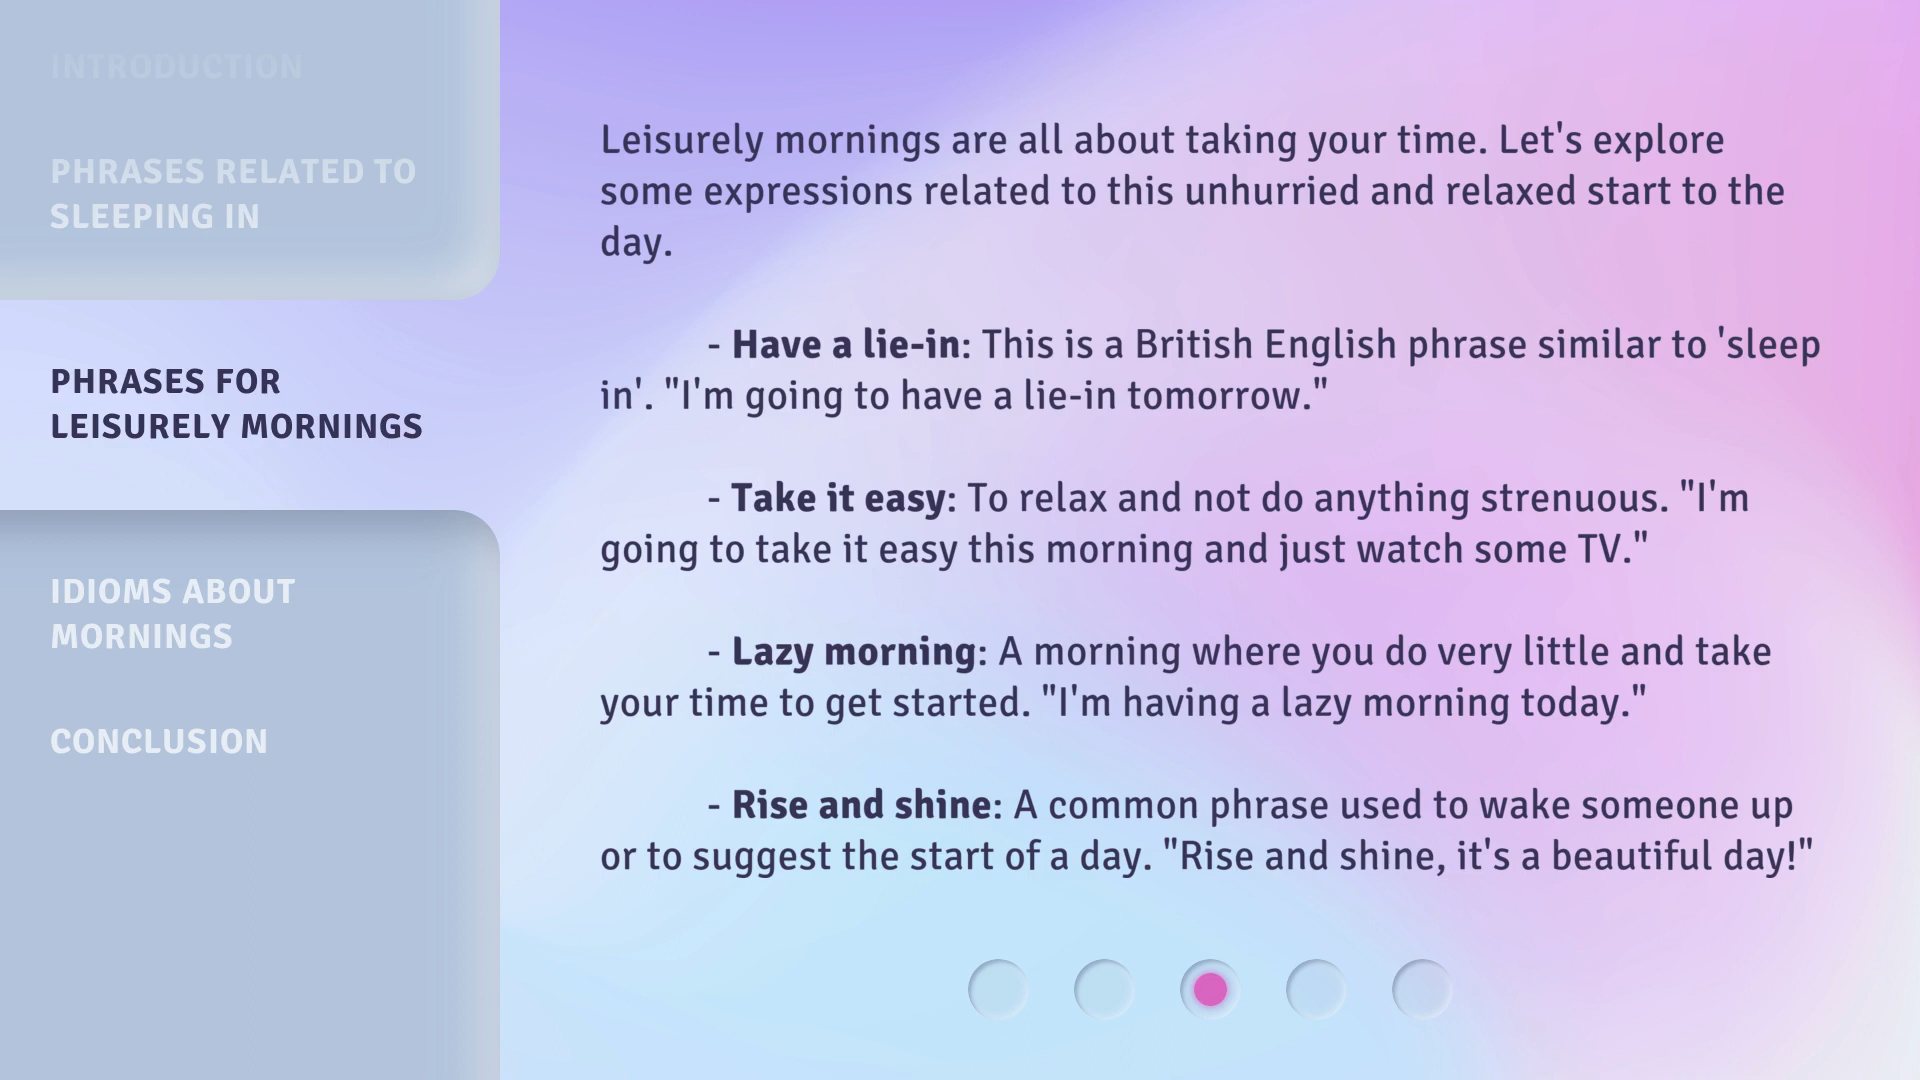 INTRODUCTION
PHRASES RELATED TO
SLEEPING IN
PHRASES FOR
LEISURELY MORNINGS
IDIOMS ABOUT
MORNINGS
CONCLUSION
Leisurely mornings are all about taking your time. Let's explore
some expressions related to this unhurried and relaxed start to the
day.
- Have a lie-in: This is a British English phrase similar to 'sleep
in'. "I'm going to have a lie-in tomorrow."
- Take it easy: To relax and not do anything strenuous. "I'm
going to take it easy this morning and just watch some TV."
- Lazy morning: A morning where you do very little and take
your time to get started. "I'm having a lazy morning today."
- Rise and shine: A common phrase used to wake someone up
or to suggest the start of a day. "Rise and shine, it's a beautiful day!"